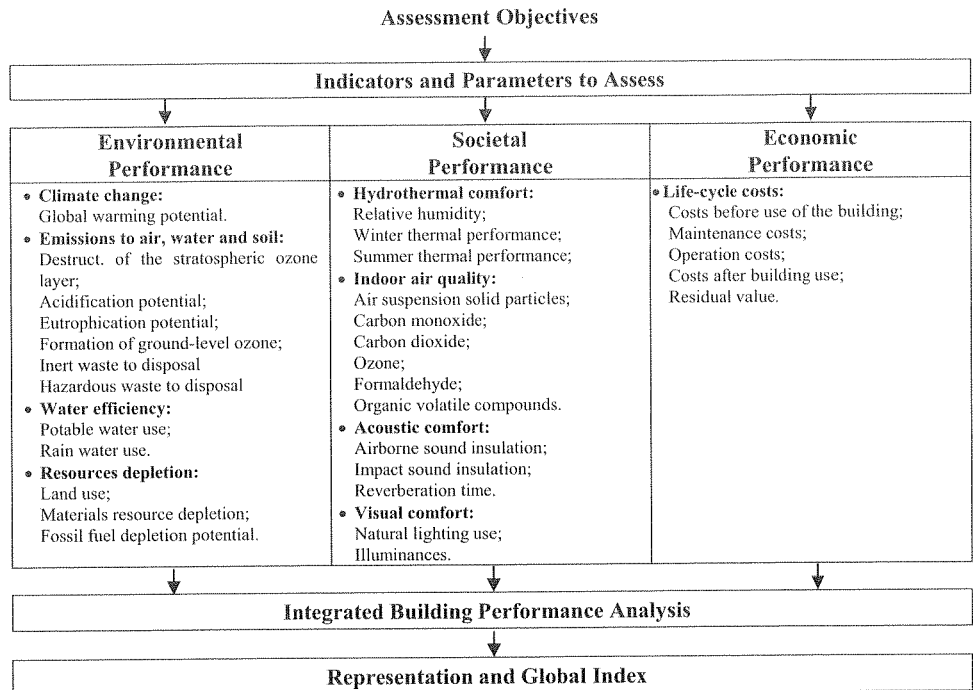 Assessment Objectives
Indicators and Parameters to Assess
Environmental
Performance
• Climate change:
Global warming potential.
• Emissions to air, water and soil:
Destruct. of the stratospheric ozone
layer;
Acidification potential;
Eutrophication potential;
Formation of ground-level ozone;
Inert waste to disposal
Hazardous waste to disposal
• Water efficiency:
Potable water use;
Rain water use.
• Resources depletion:
Land use;
Materials resource depletion;
Fossil fuel depletion potential.
Societal
Performance
• Hydrothermal comfort:
Relative humidity;
Winter thermal performance;
Summer thermal performance;
• Indoor air quality:
Air suspension solid particles;
Carbon monoxide;
Carbon dioxide;
Ozone;
Formaldehyde;
Organic volatile compounds.
• Acoustic comfort:
Airborne sound insulation;
Impact sound insulation;
Reverberation time.
• Visual comfort:
Natural lighting use;
Illuminances.
Economic
Performance
• Life-cycle costs:
Costs before use of the building;
Maintenance costs;
Operation costs;
Costs after building use;
Residual value.
Integrated Building Performance Analysis
Representation and Global Index